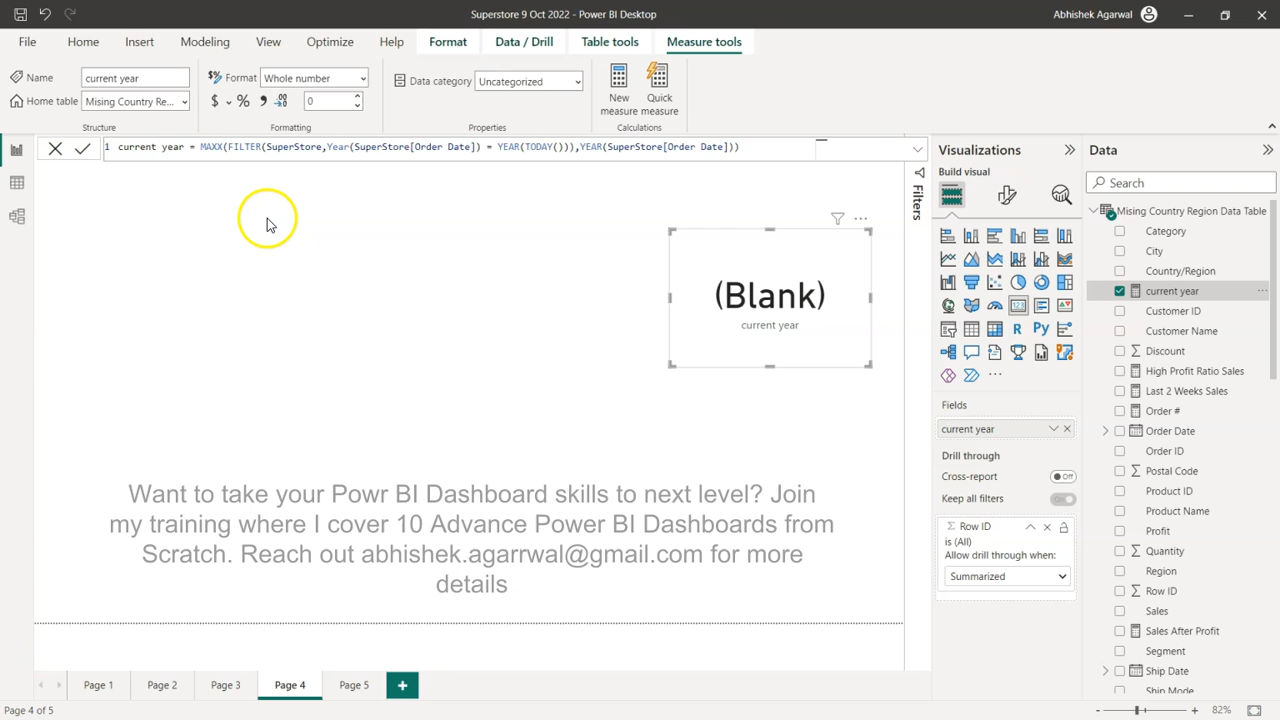 Superstore 9 Oct 2022 - Power BI Desktop
Abhishek Agarwal
File Home Insert Modeling View Optimize Help Format Data / Drill Table tools Measure tools
Name current year
Home table Mising Country Re...
Structure
Format Whole number
$ % 9 .00 0
Formatting
Data category Uncategorized
Properties
New measure
Quick measure
Calculations
1 current year = MAXX(FILTER(SuperStore,Year(SuperStore[Order Date]) = YEAR(TODAY())),YEAR(SuperStore[Order Date]))
(Blank)
current year
Want to take your Powr BI Dashboard skills to next level? Join
my training where I cover 10 Advance Power BI Dashboards from
Scratch. Reach out abhishek.agarrwal@gmail.com for more
details
Filters
Visualizations
Build visual
R Py
123
...
Fields
current year
Drill through
Cross-report Off
Keep all filters On
Row ID
is (All)
Allow drill through when:
Summarized
Data
Search
Mising Country Region Data Table
Category
City
Country/Region
current year
Customer ID
Customer Name
Discount
High Profit Ratio Sales
Last 2 Weeks Sales
Order #
Order Date
Order ID
Postal Code
Product ID
Product Name
Profit
Quantity
Region
Row ID
Sales
Sales After Profit
Segment
Ship Date
Ship Mode
Page 1 Page 2 Page 3 Page 4 Page 5 +
Page 4 of 5
- + 82%